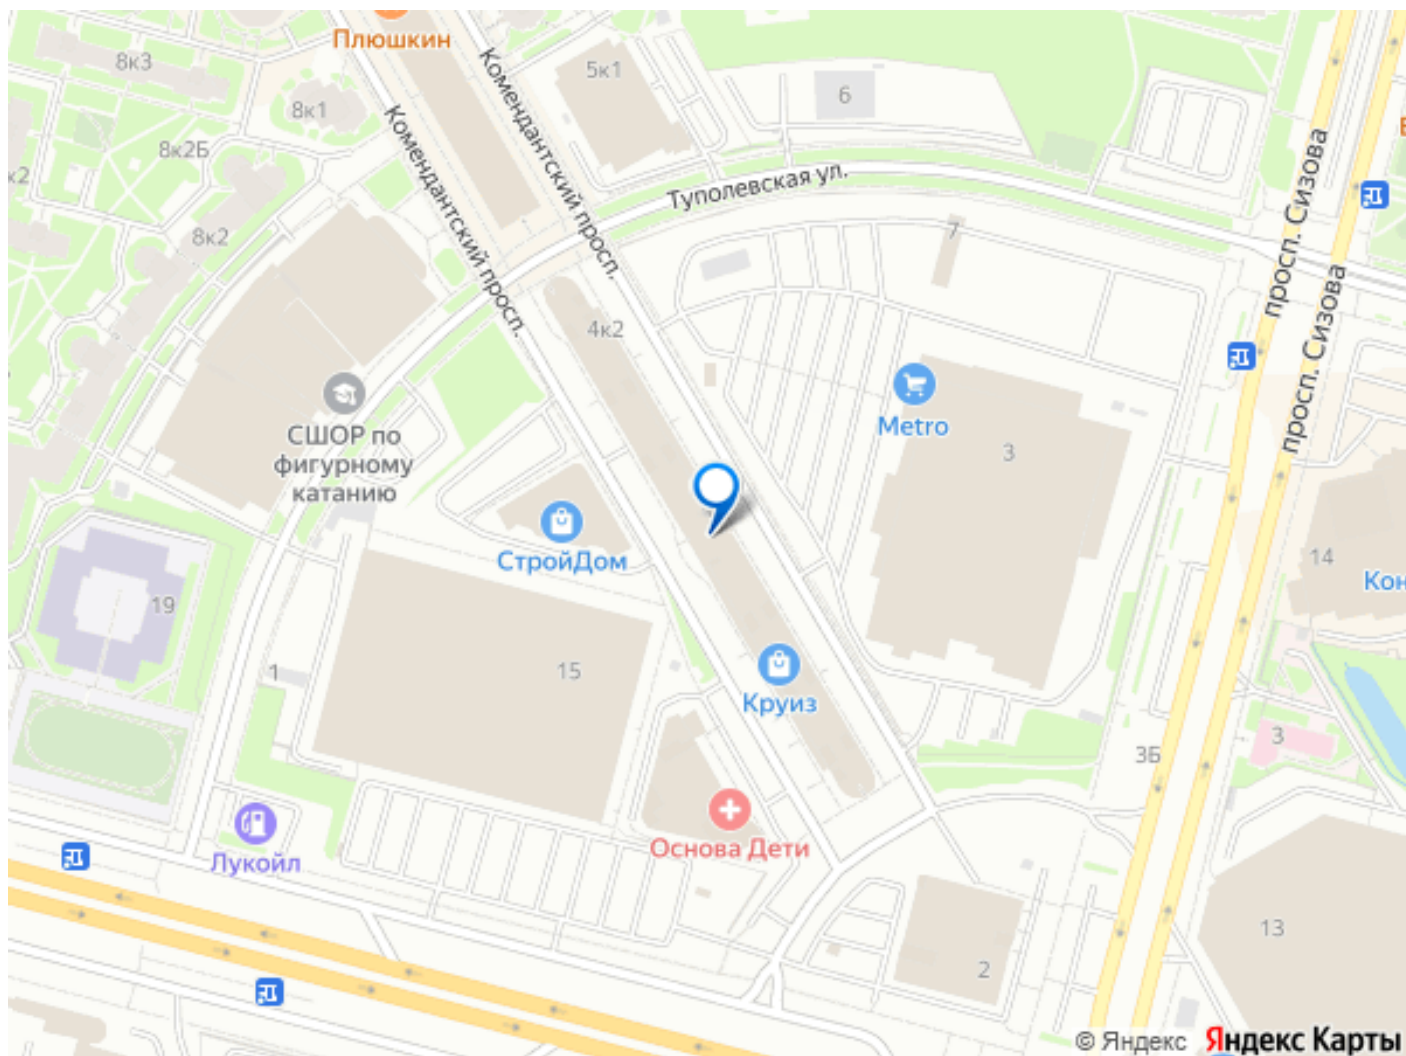 Плюшкин
8к3
8к1
8к2Б
к2
8к2
Комендантский просп.
Комендантский просп.
5к1
6
Туполевская ул.
7
просп. Сизова
просп. Сизова
4к2
Metro
3
СШОР по
фигурному
катанию
СтройДом
14
Кон
19
1
15
Круиз
3Б
3
Основа Дети
Лукойл
13
2
© Яндекс
Яндекс Карты